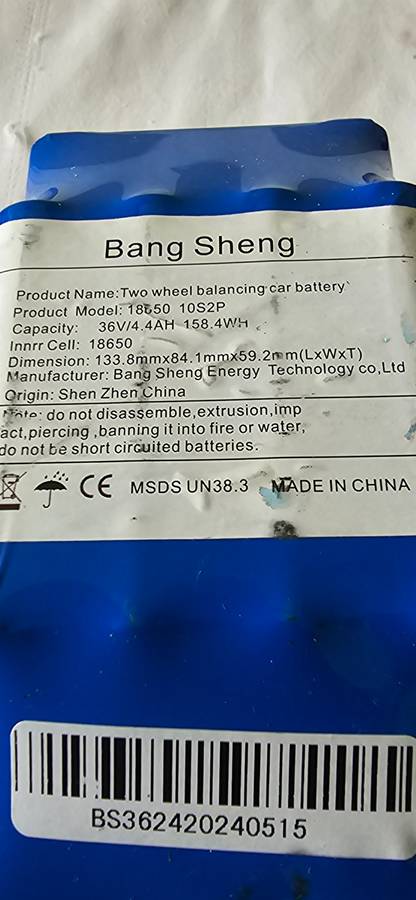 Bang Sheng
Product Name:Two wheel balancing car battery
Product Model: 18650 10S2P
Capacity: 36V/4.4AH 158.4WH
Innrr Cell: 18650
Dimension: 133.8mmx84.1mmx59.2mm(LxWxT)
Manufacturer: Bang Sheng Energy Technology co,Ltd
Origin: Shen Zhen China
Note: do not disassemble,extrusion,imp
act,piercing ,banning it into fire or water,
do not be short circuited batteries.
CE MSDS UN38.3 MADE IN CHINA
BS362420240515